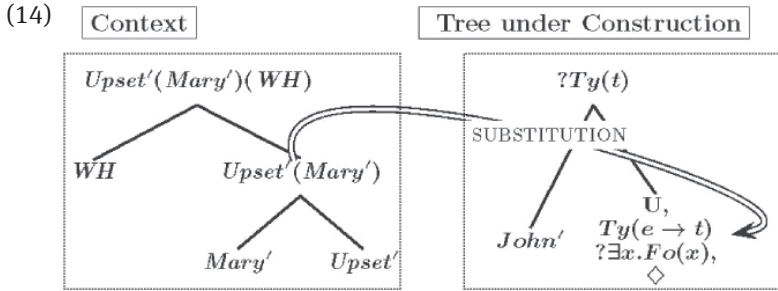 (14)
Context
Tree under Construction
Upset′(Mary′)(WH)
?Ty(t)
SUBSTITUTION
WH
Upset′(Mary′)
U,
Ty(e → t)
John′
?∃x.Fo(x),
Mary′
Upset′
◇